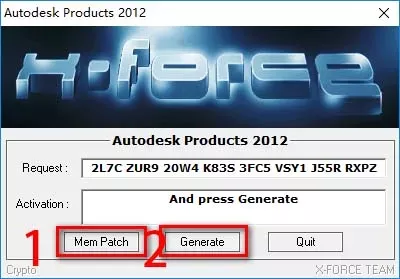 Autodesk Products 2012
X-FORCE
Autodesk Products 2012
Request : 2L7C ZUR9 20W4 K83S 3FC5 VSY1 J55R RXPZ
Activation : And press Generate
1 Mem Patch 2 Generate Quit
Crypto X-FORCE TEAM